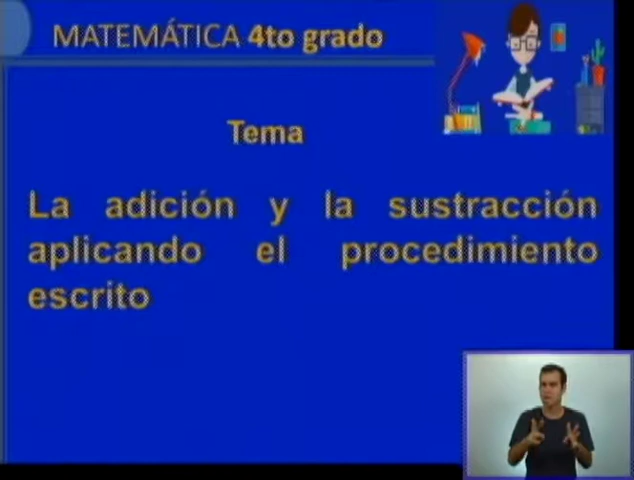 MATEMÁTICA 4to grado
Tema
La adición y la sustracción
aplicando el procedimiento
escrito